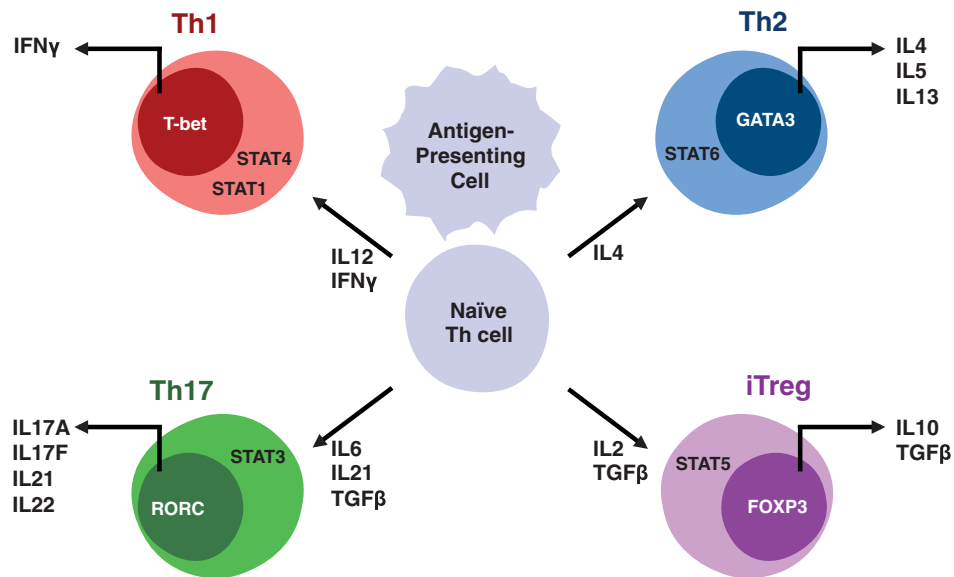 Th1
IFNγ
T-bet
STAT4
STAT1
Antigen-
Presenting
Cell
Th2
IL4
IL5
IL13
GATA3
STAT6
IL12
IFNγ
IL4
Naïve
Th cell
Th17
IL17A
IL17F
IL21
IL22
STAT3
RORC
IL6
IL21
TGFβ
iTreg
IL2
TGFβ
STAT5
FOXP3
IL10
TGFβ